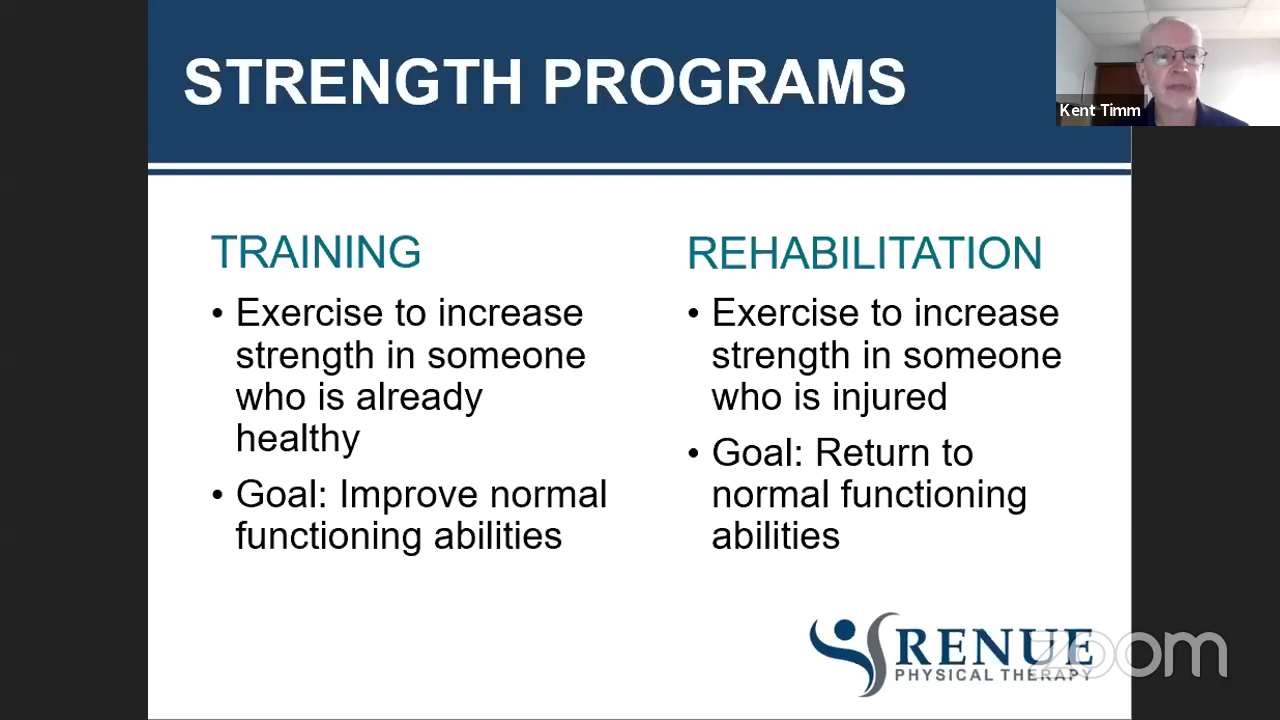 STRENGTH PROGRAMS
Kent Timm
TRAINING
• Exercise to increase
strength in someone
who is already
healthy
• Goal: Improve normal
functioning abilities
REHABILITATION
• Exercise to increase
strength in someone
who is injured
• Goal: Return to
normal functioning
abilities
RENUE
PHYSICAL THERAPY
zoom